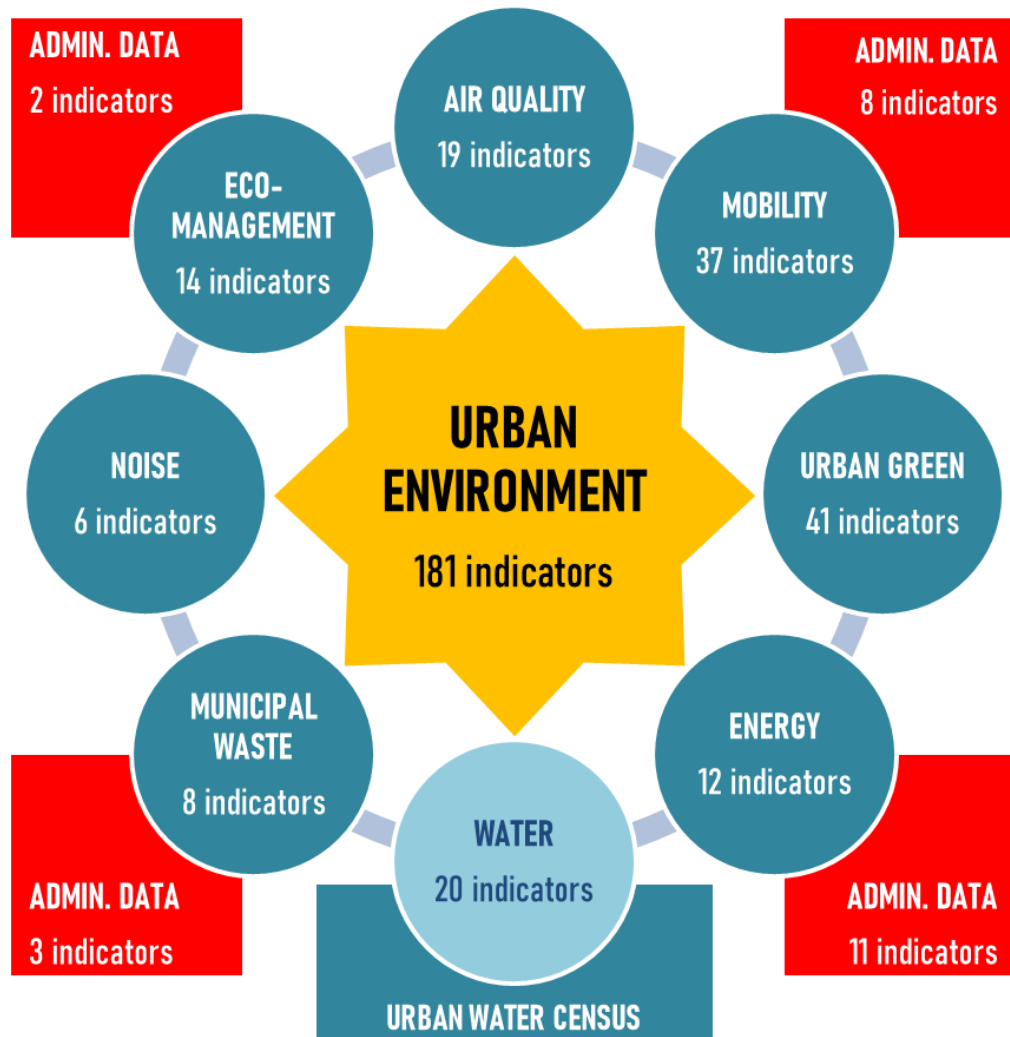 ADMIN. DATA
2 indicators
ADMIN. DATA
8 indicators
AIR QUALITY
19 indicators
ECO-
MANAGEMENT
14 indicators
MOBILITY
37 indicators
NOISE
6 indicators
URBAN
ENVIRONMENT
181 indicators
URBAN GREEN
41 indicators
MUNICIPAL
WASTE
8 indicators
ENERGY
12 indicators
WATER
20 indicators
ADMIN. DATA
3 indicators
ADMIN. DATA
11 indicators
URBAN WATER CENSUS